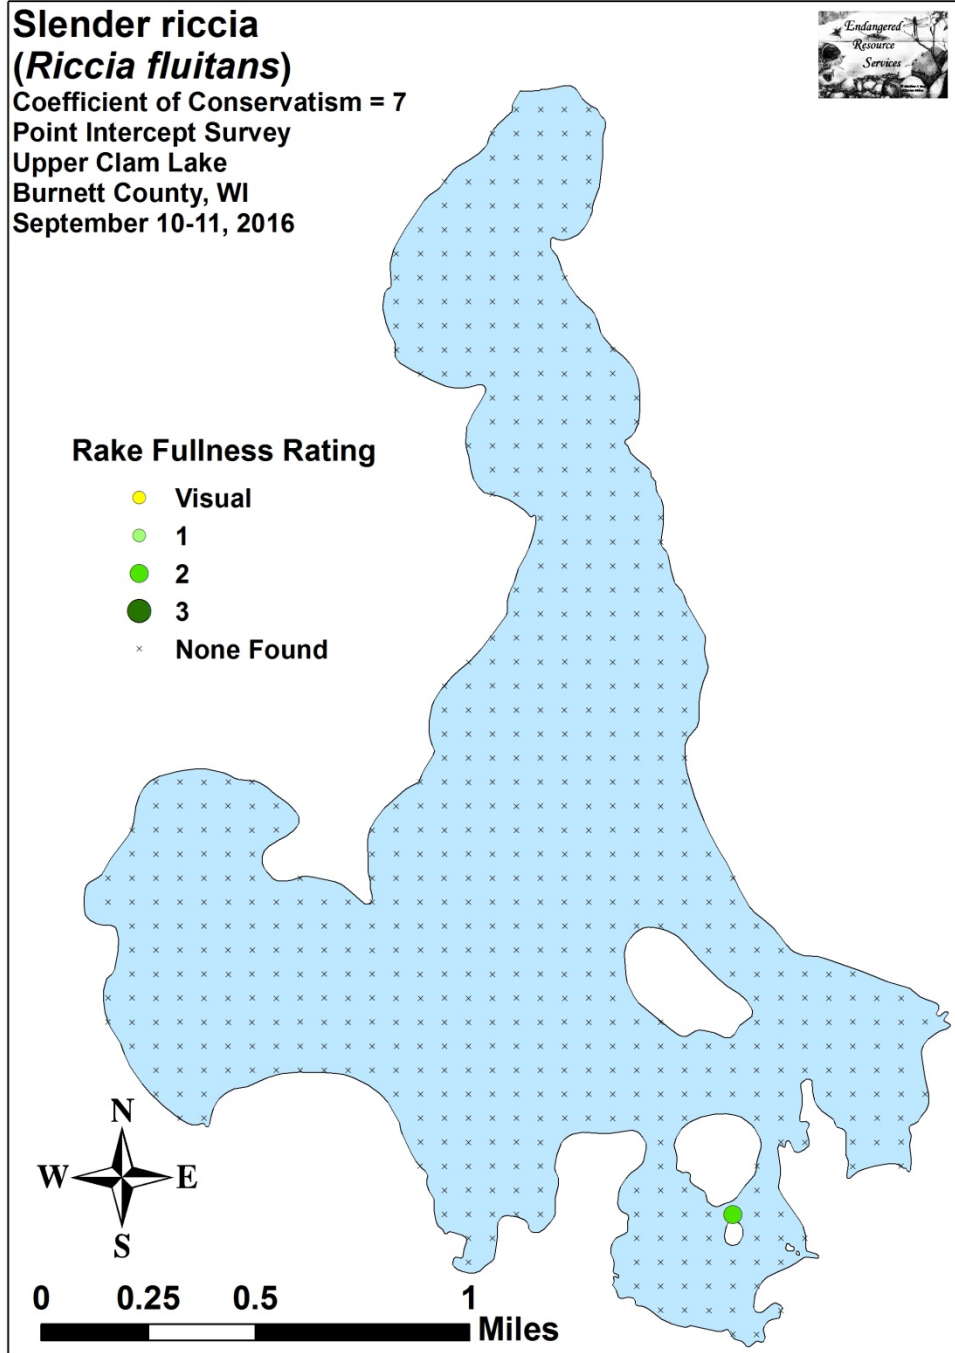 Slender riccia
(Riccia fluitans)
Coefficient of Conservatism = 7
Point Intercept Survey
Upper Clam Lake
Burnett County, WI
September 10-11, 2016
Endangered
Resource
Services
Rake Fullness Rating
Visual
1
2
3
None Found
N
W E
S
0 0.25 0.5 1
Miles